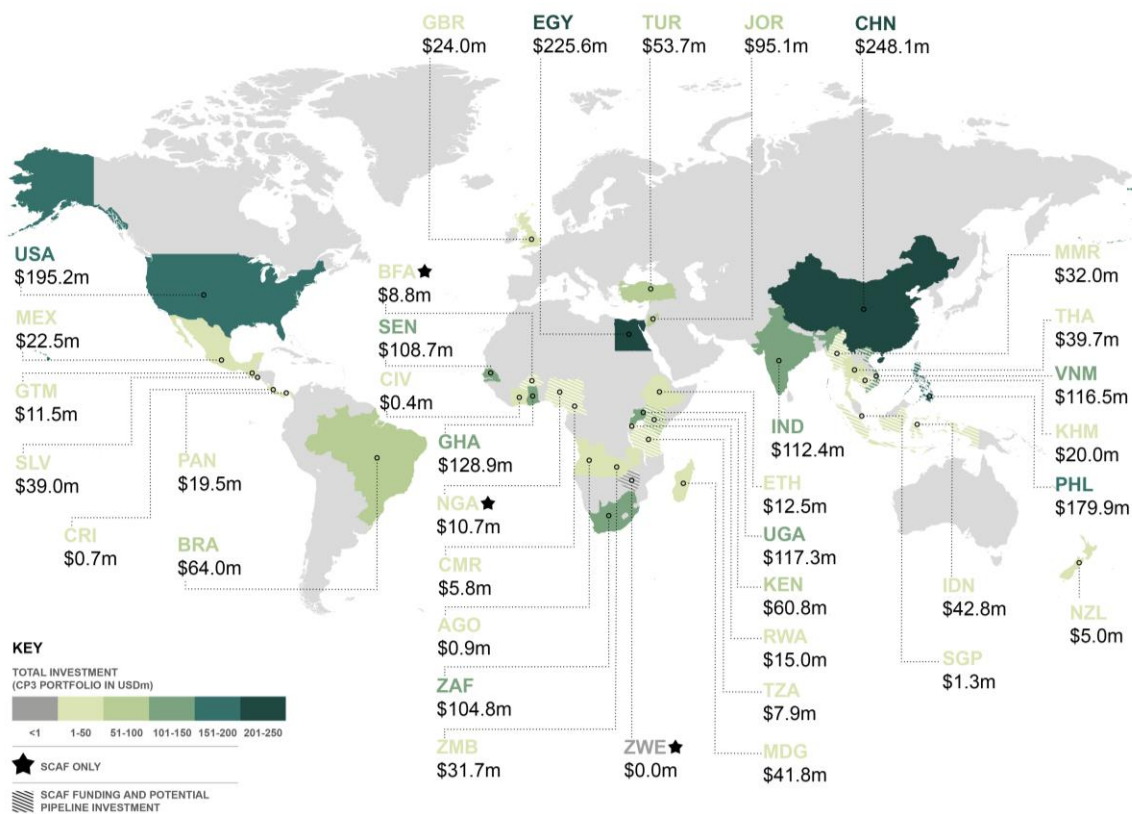 GBR
$24.0m
EGY
$225.6m
TUR
$53.7m
JOR
$95.1m
CHN
$248.1m
USA
$195.2m
MEX
$22.5m
GTM
$11.5m
SLV
$39.0m
CRI
$0.7m
PAN
$19.5m
BRA
$64.0m
BFA★
$8.8m
SEN
$108.7m
CIV
$0.4m
GHA
$128.9m
NGA★
$10.7m
CMR
$5.8m
AGO
$0.9m
ZAF
$104.8m
ZMB
$31.7m
ZWE★
$0.0m
IND
$112.4m
ETH
$12.5m
UGA
$117.3m
KEN
$60.8m
RWA
$15.0m
TZA
$7.9m
MDG
$41.8m
MMR
$32.0m
THA
$39.7m
VNM
$116.5m
KHM
$20.0m
PHL
$179.9m
IDN
$42.8m
SGP
$1.3m
NZL
$5.0m
KEY
TOTAL INVESTMENT
(CP3 PORTFOLIO IN USDm)
<1 1-50 51-100 101-150 151-200 201-250
★ SCAF ONLY
SCAF FUNDING AND POTENTIAL
PIPELINE INVESTMENT